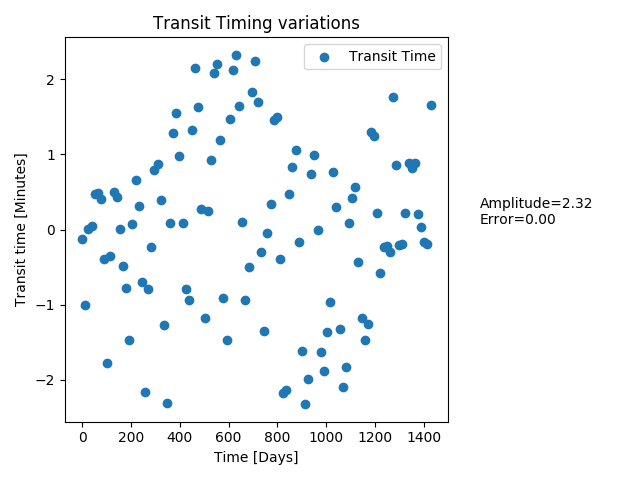 Transit Timing variations
Transit Time
Transit time [Minutes]
2
1
0
−1
−2
0 200 400 600 800 1000 1200 1400
Time [Days]
Amplitude=2.32
Error=0.00